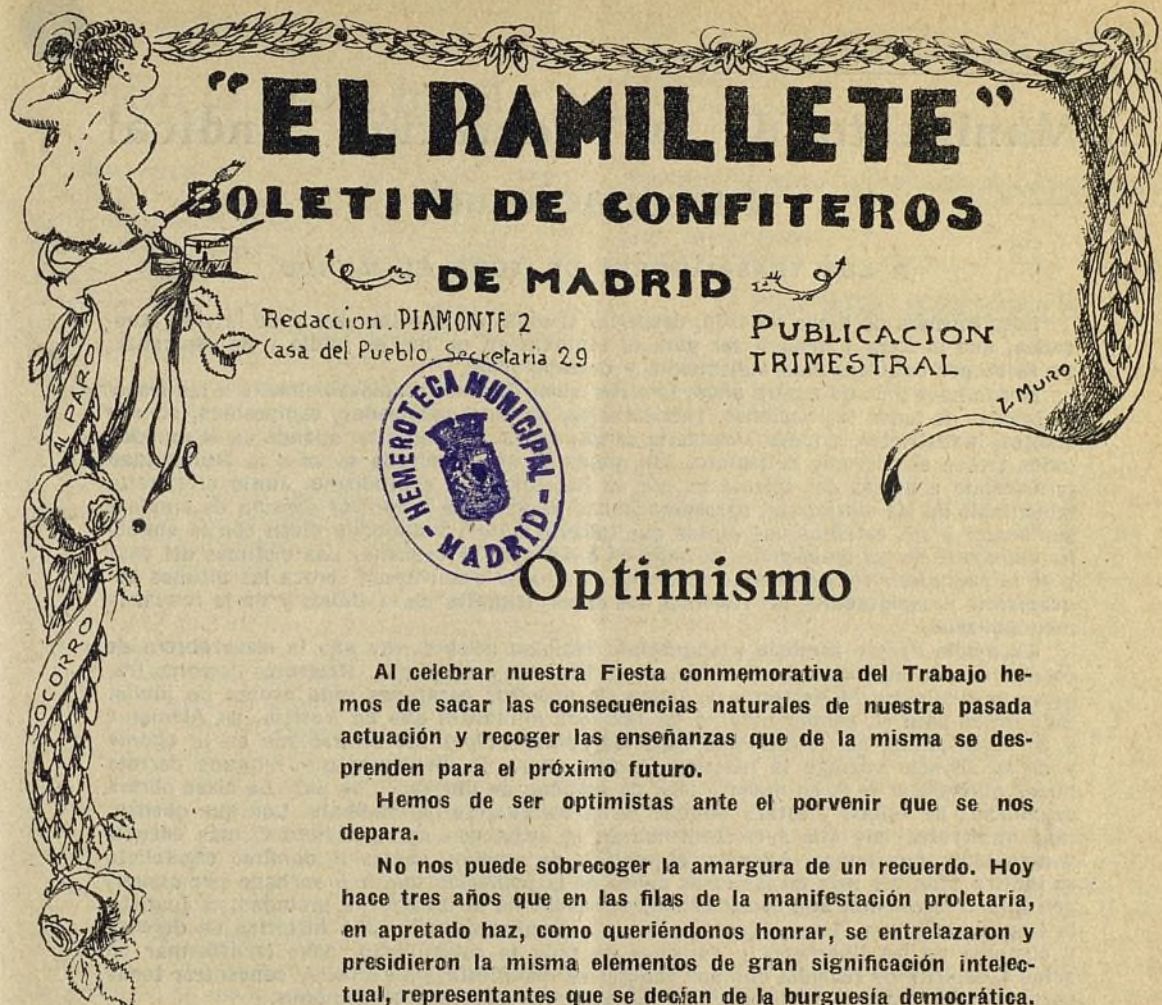 "EL RAMILLETE"
BOLETIN DE CONFITEROS
DE MADRID
Redaccion. PIAMONTE 2
Casa del Pueblo Secretaria 29
PUBLICACION
TRIMESTRAL
Z. MURO
AL PARO
SOCORRO
HEMEROTECA MUNICIPAL
- MADRID -
Optimismo
Al celebrar nuestra Fiesta conmemorativa del Trabajo he-
mos de sacar las consecuencias naturales de nuestra pasada
actuación y recoger las enseñanzas que de la misma se des-
prenden para el próximo futuro.
Hemos de ser optimistas ante el porvenir que se nos
depara.
No nos puede sobrecoger la amargura de un recuerdo. Hoy
hace tres años que en las filas de la manifestación proletaria,
en apretado haz, como queriéndonos honrar, se entrelazaron y
presidieron la misma elementos de gran significación intelec-
tual, representantes que se decían de la burguesía democrática.